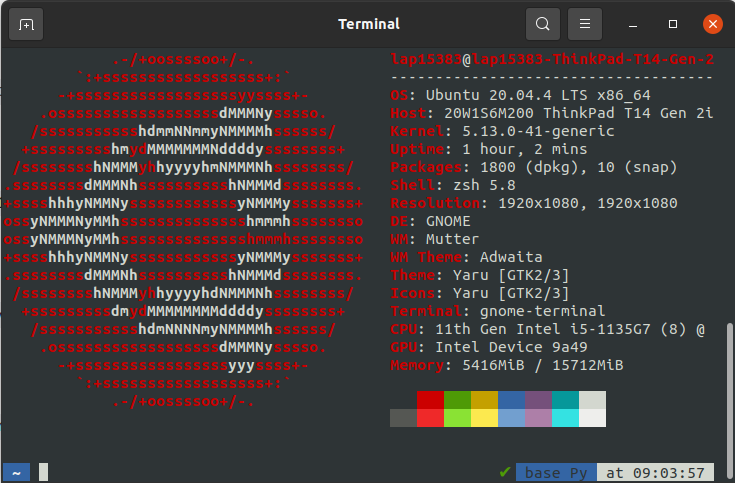 Terminal
.-/+oossssoo+/-.
`:+ssssssssssssssssss+:`
-+ssssssssssssssssssyyssss+-
.ossssssssssssssssssdMMMNysssso.
/ssssssssssshdmmNNmmyNMMMMhssssss/
+ssssssssshmydMMMMMMMNddddyssssssss+
/sssssssshNMMMyhhyyyyhmNMMMNhssssssss/
.ssssssssdMMMNhsssssssssshNMMMdssssssss.
+sssshhhyNMMNyssssssssssssyNMMMysssssss+
ossyNMMMNyMMhsssssssssssssshmmmhssssssso
ossyNMMMNyMMhsssssssssssssshmmmhssssssso
+sssshhhyNMMNyssssssssssssyNMMMysssssss+
.ssssssssdMMMNhsssssssssshNMMMdssssssss.
/sssssssshNMMMyhhyyyyhdNMMMNhssssssss/
+sssssssssdmydMMMMMMMMddddyssssssss+
/ssssssssssshdmNNNNmyNMMMMhssssss/
.ossssssssssssssssssdMMMNysssso.
-+sssssssssssssssssyyyssss+-
`:+ssssssssssssssssss+:`
.-/+oossssoo+/-.
lap15383@lap15383-ThinkPad-T14-Gen-2
------------------------------------
OS: Ubuntu 20.04.4 LTS x86_64
Host: 20W1S6M200 ThinkPad T14 Gen 2i
Kernel: 5.13.0-41-generic
Uptime: 1 hour, 2 mins
Packages: 1800 (dpkg), 10 (snap)
Shell: zsh 5.8
Resolution: 1920x1080, 1920x1080
DE: GNOME
WM: Mutter
WM Theme: Adwaita
Theme: Yaru [GTK2/3]
Icons: Yaru [GTK2/3]
Terminal: gnome-terminal
CPU: 11th Gen Intel i5-1135G7 (8) @
GPU: Intel Device 9a49
Memory: 5416MiB / 15712MiB
~ ✔ base Py at 09:03:57